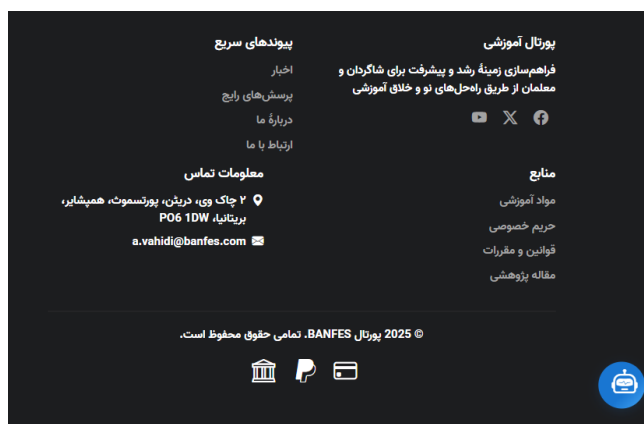 پورتال آموزشی
فراهم‌سازی زمینهٔ رشد و پیشرفت برای شاگردان و
معلمان از طریق راه‌حل‌های نو و خلاق آموزشی
پیوندهای سریع
اخبار
پرسش‌های رایج
دربارهٔ ما
ارتباط با ما
منابع
مواد آموزشی
حریم خصوصی
قوانین و مقررات
مقاله پژوهشی
معلومات تماس
۲ چاک وی، دریٹن، پورتسموث، همپشایر،
بریتانیا، PO6 1DW
a.vahidi@banfes.com
© 2025 پورتال BANFES. تمامی حقوق محفوظ است.